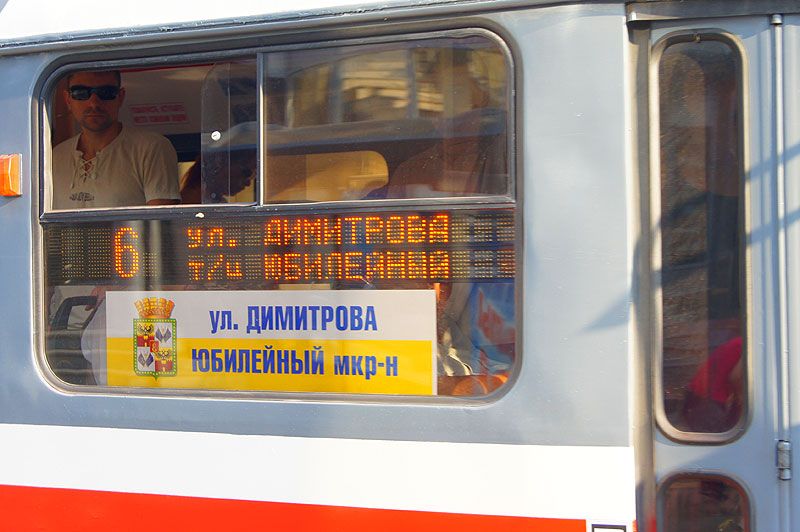 6
ул. ДИМИТРОВА
т/ц ЮБИЛЕЙНЫЙ
ул. ДИМИТРОВА
ЮБИЛЕЙНЫЙ мкр-н